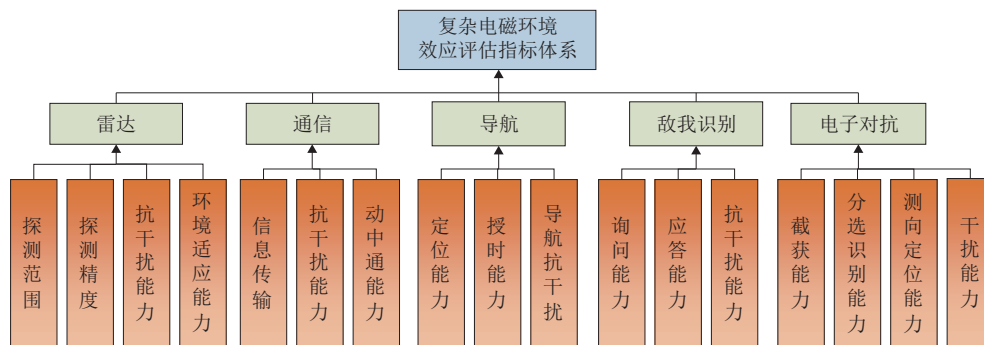 复杂电磁环境
效应评估指标体系
雷达
通信
导航
敌我识别
电子对抗
探测范围
探测精度
抗干扰能力
环境适应能力
信息传输
抗干扰能力
动中通能力
定位能力
授时能力
导航抗干扰
询问能力
应答能力
抗干扰能力
截获能力
分选识别能力
测向定位能力
干扰能力